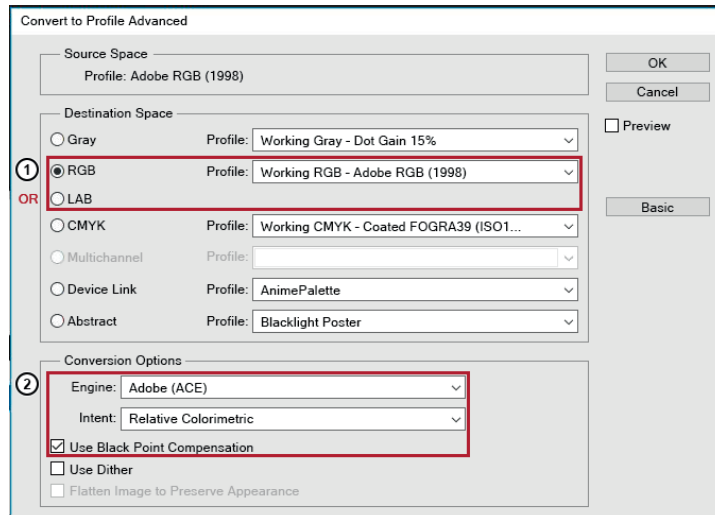 Convert to Profile Advanced
Source Space
Profile: Adobe RGB (1998)
OK
Cancel
Preview
Basic
Destination Space
Gray Profile: Working Gray - Dot Gain 15%
1 RGB Profile: Working RGB - Adobe RGB (1998)
OR LAB
CMYK Profile: Working CMYK - Coated FOGRA39 (ISO1...
Multichannel Profile:
Device Link Profile: AnimePalette
Abstract Profile: Blacklight Poster
Conversion Options
2 Engine: Adobe (ACE)
Intent: Relative Colorimetric
Use Black Point Compensation
Use Dither
Flatten Image to Preserve Appearance